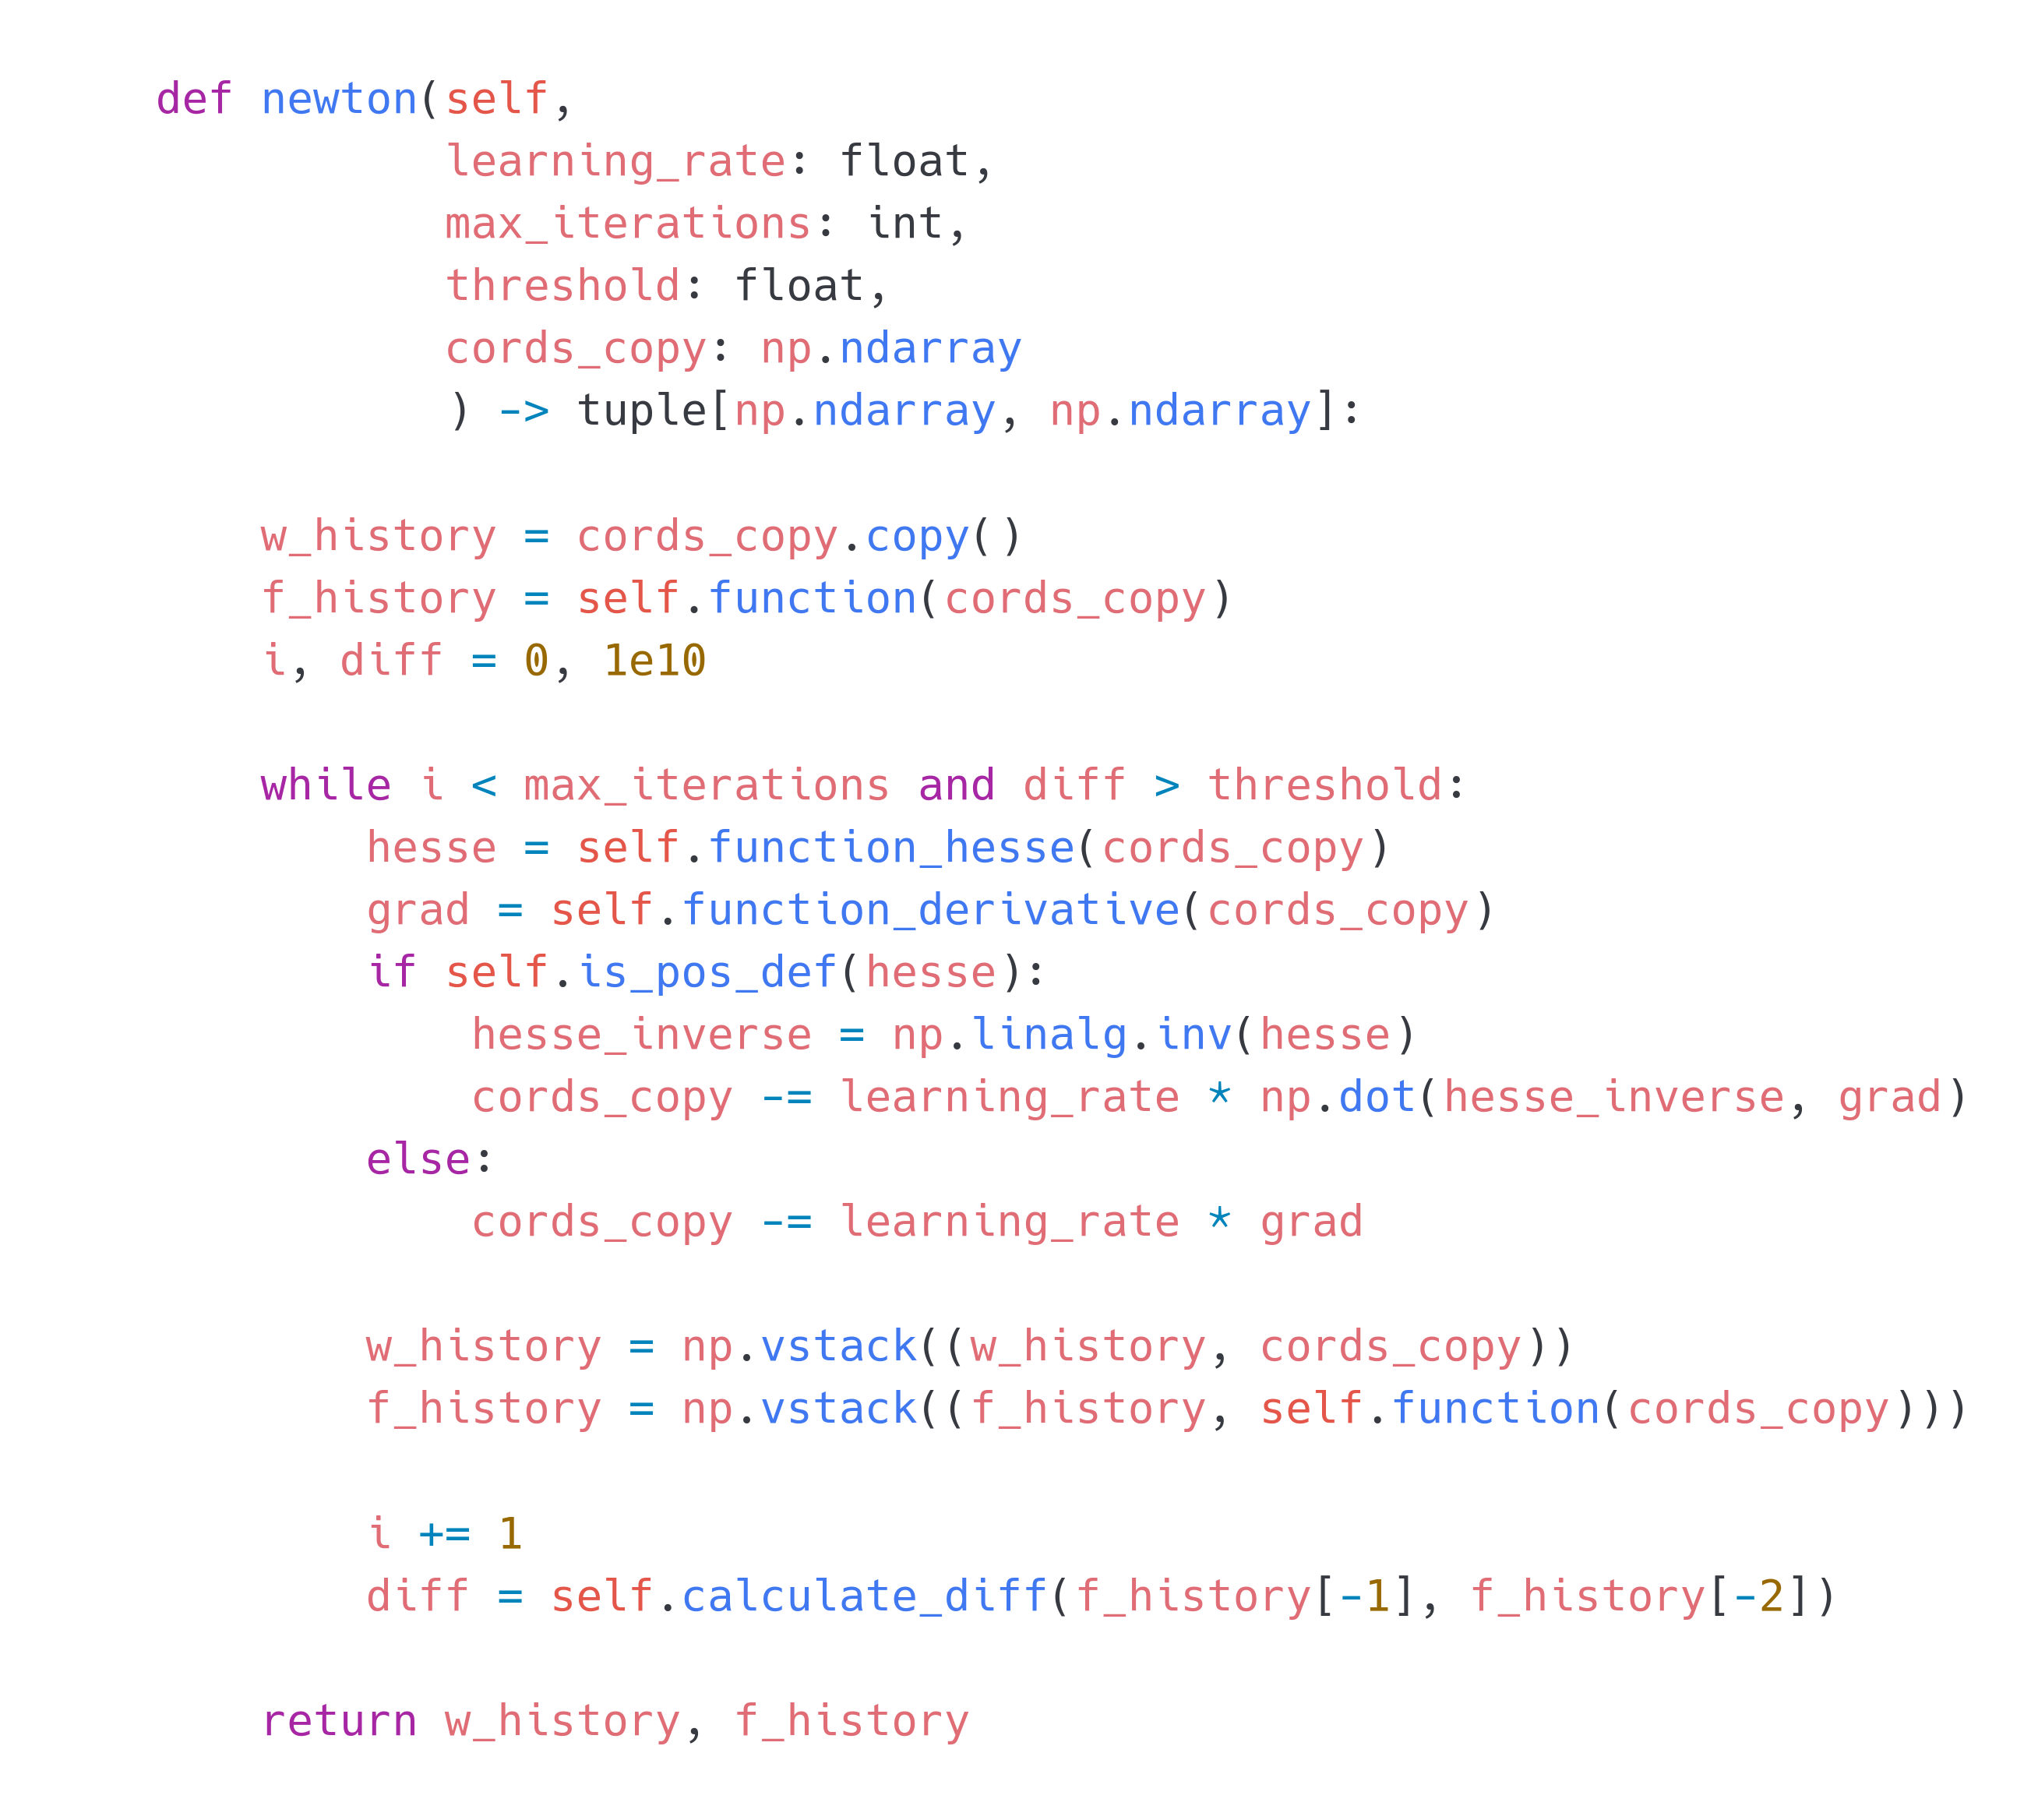 def newton(self,
           learning_rate: float,
           max_iterations: int,
           threshold: float,
           cords_copy: np.ndarray
           ) -> tuple[np.ndarray, np.ndarray]:

    w_history = cords_copy.copy()
    f_history = self.function(cords_copy)
    i, diff = 0, 1e10

    while i < max_iterations and diff > threshold:
        hesse = self.function_hesse(cords_copy)
        grad = self.function_derivative(cords_copy)
        if self.is_pos_def(hesse):
            hesse_inverse = np.linalg.inv(hesse)
            cords_copy -= learning_rate * np.dot(hesse_inverse, grad)
        else:
            cords_copy -= learning_rate * grad

        w_history = np.vstack((w_history, cords_copy))
        f_history = np.vstack((f_history, self.function(cords_copy)))

        i += 1
        diff = self.calculate_diff(f_history[-1], f_history[-2])

    return w_history, f_history